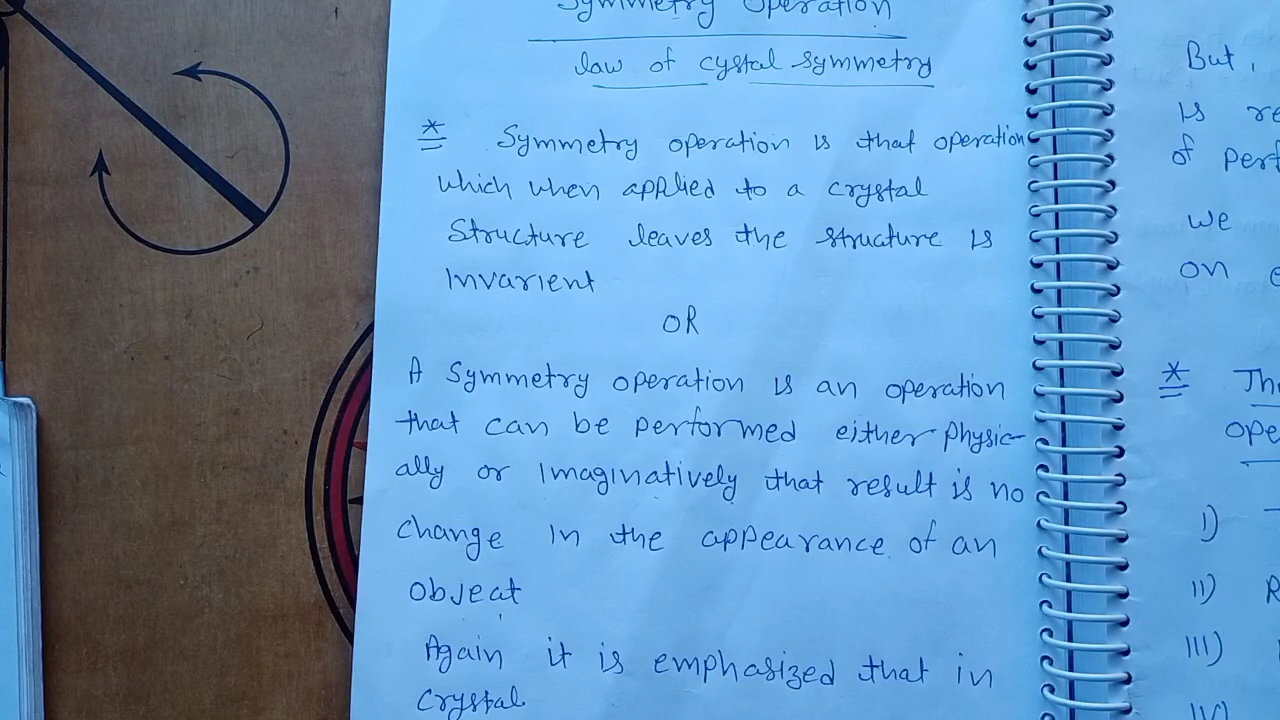 Symmetry Operation
law of cystal symmetry
* Symmetry operation is that operation
which when applied to a crystal
Structure leaves the structure is
Invarient
OR
A Symmetry operation is an operation
that can be performed either physic-
ally or Imaginatively that result is no
change in the appearance of an
Object
Again it is emphasized that in
crystal
But,
Is re
of perf
we
on
* Thr
ope
I)
II) R
III)
IV)